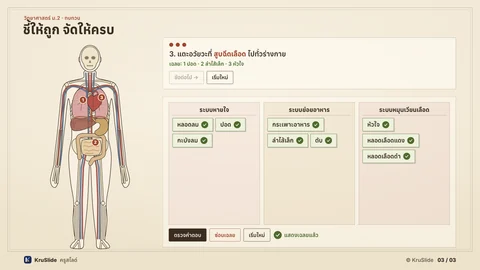 วิทยาศาสตร์ ม.2 · ทบทวน
ชี้ให้ถูก จัดให้ครบ
3. แตะอวัยวะที่ สูบฉีดเลือด ไปทั่วร่างกาย
เฉลย: 1 ปอด · 2 ลำไส้เล็ก · 3 หัวใจ
ข้อต่อไป → เริ่มใหม่
1
3
2
ระบบหายใจ
หลอดลม ปอด
กะบังลม
ระบบย่อยอาหาร
กระเพาะอาหาร
ลำไส้เล็ก ตับ
ระบบหมุนเวียนเลือด
หัวใจ
หลอดเลือดแดง
หลอดเลือดดำ
ตรวจคำตอบ ซ่อนเฉลย เริ่มใหม่ แสดงเฉลยแล้ว
KruSlide ครูสไลด์
© KruSlide 03 / 03